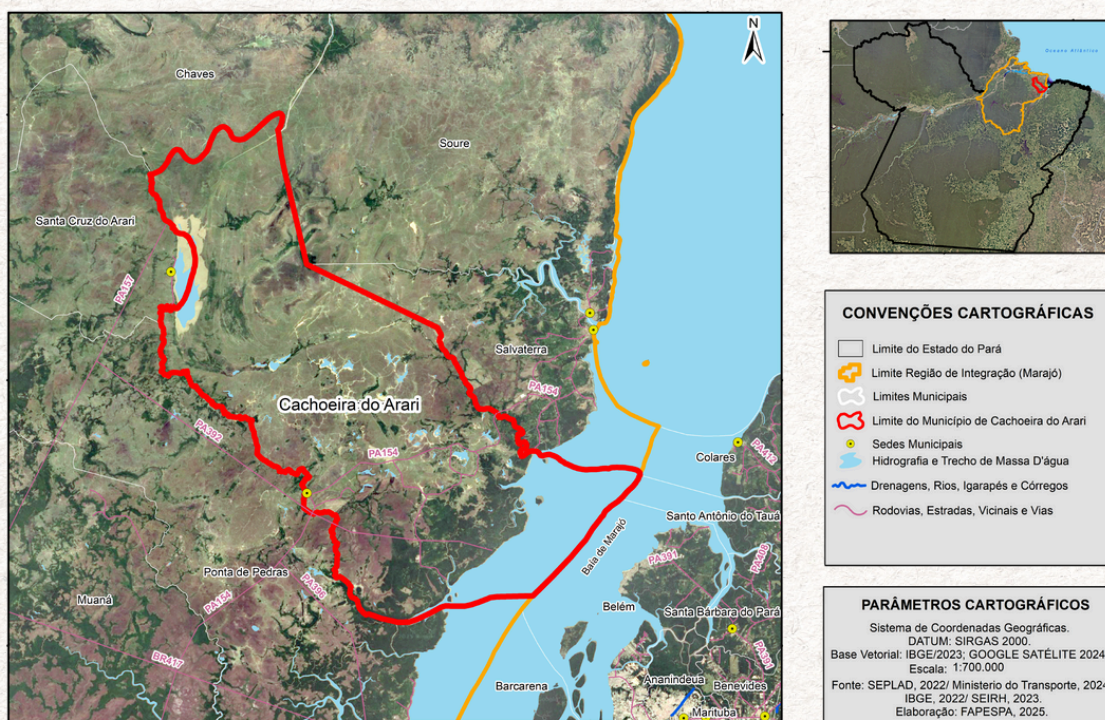 N
Chaves
Soure
Santa Cruz do Arari
PA157
Salvaterra
PA154
Cachoeira do Arari
PA392
PA154
Colares
PA412
Santo Antônio do Tauá
Baía de Marajó
PA391
PA408
Ponta de Pedras
PA396
PA154
Muaná
Belém
Santa Bárbara do Pará
PA391
BR417
Barcarena
Ananindeua
Benevides
Marituba
Oceano Atlântico
CONVENÇÕES CARTOGRÁFICAS
Limite do Estado do Pará
Limite Região de Integração (Marajó)
Limites Municipais
Limite do Município de Cachoeira do Arari
Sedes Municipais
Hidrografia e Trecho de Massa D'água
Drenagens, Rios, Igarapés e Córregos
Rodovias, Estradas, Vicinais e Vias
PARÂMETROS CARTOGRÁFICOS
Sistema de Coordenadas Geográficas.
DATUM: SIRGAS 2000.
Base Vetorial: IBGE/2023; GOOGLE SATÉLITE 2024
Escala: 1:700.000
Fonte: SEPLAD, 2022/ Ministerio do Transporte, 2024
IBGE, 2022/ SEIRH, 2023.
Elaboração: FAPESPA, 2025.